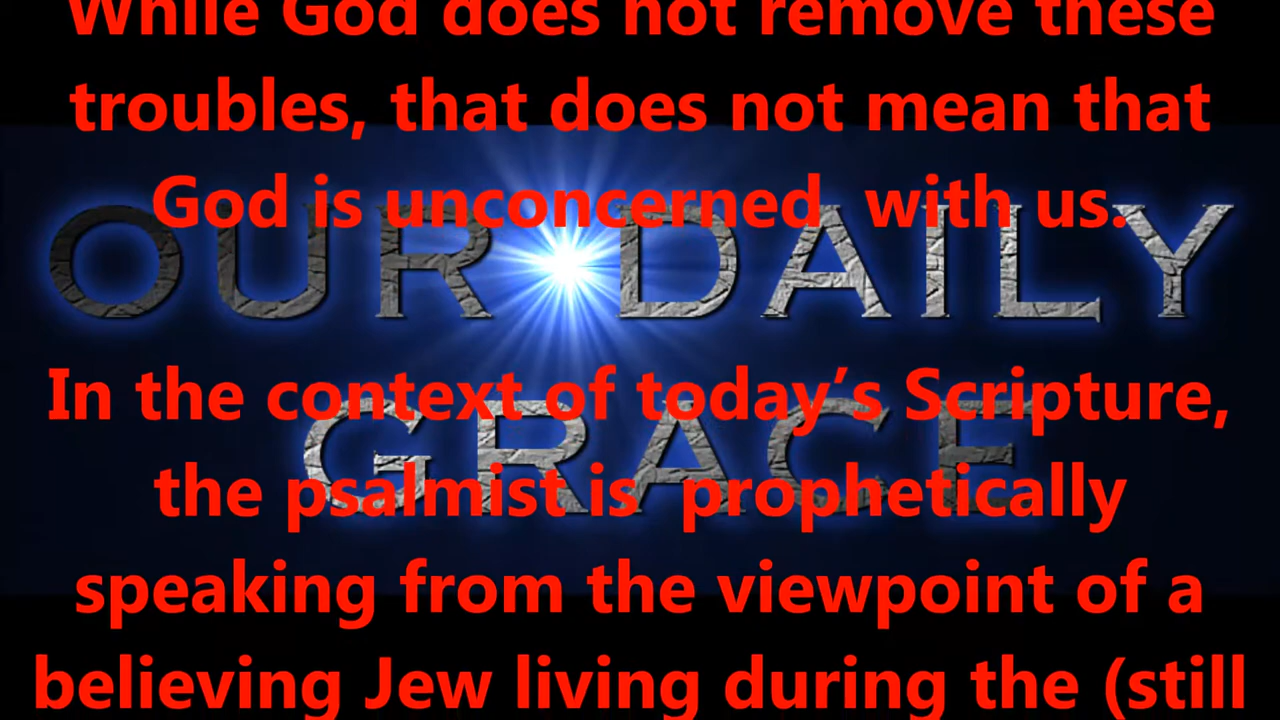 While God does not remove these
troubles, that does not mean that
God is unconcerned  with us.
OUR DAILY
In the context of today’s Scripture,
GRACE
the psalmist is  prophetically
speaking from the viewpoint of a
believing Jew living during the (still